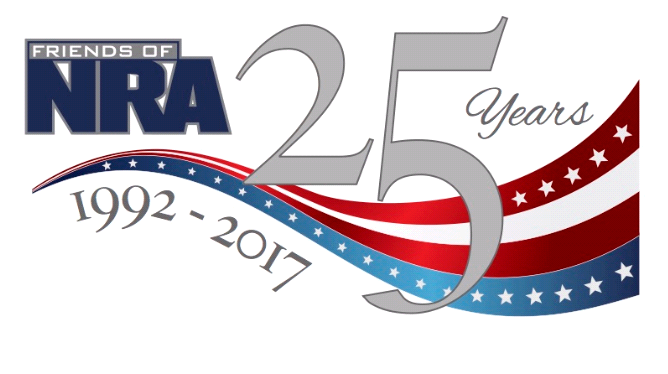 FRIENDS OF
NRA
25
Years
1992 - 2017